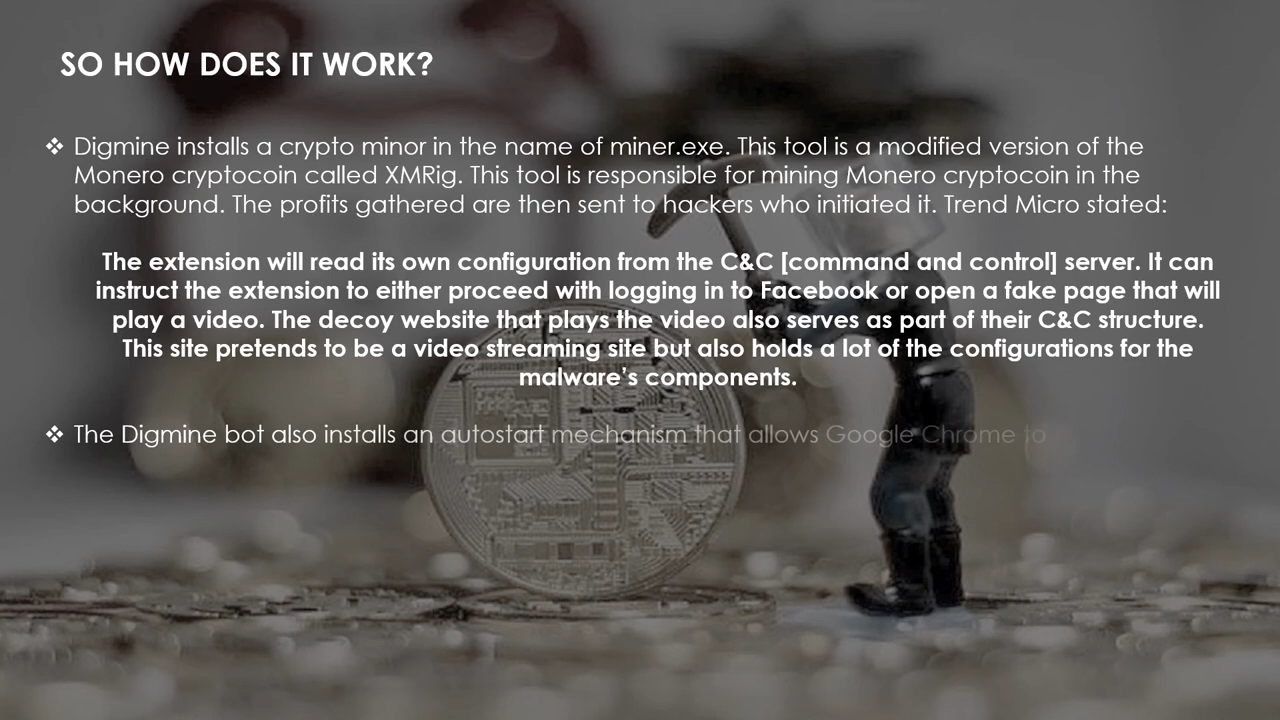 SO HOW DOES IT WORK?
❖ Digmine installs a crypto minor in the name of miner.exe. This tool is a modified version of the
Monero cryptocoin called XMRig. This tool is responsible for mining Monero cryptocoin in the
background. The profits gathered are then sent to hackers who initiated it. Trend Micro stated:
The extension will read its own configuration from the C&C [command and control] server. It can
instruct the extension to either proceed with logging in to Facebook or open a fake page that will
play a video. The decoy website that plays the video also serves as part of their C&C structure.
This site pretends to be a video streaming site but also holds a lot of the configurations for the
malware’s components.
❖ The Digmine bot also installs an autostart mechanism that allows Google Chrome to